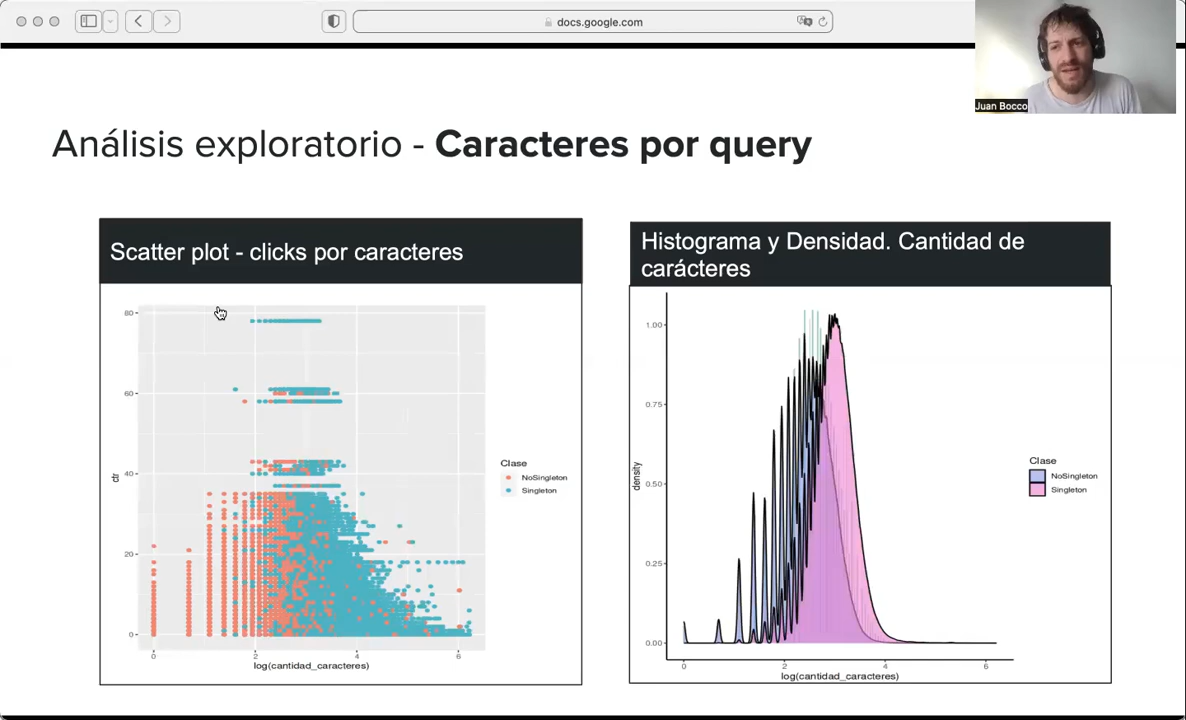 docs.google.com
Juan Bocco
Análisis exploratorio - Caracteres por query
Scatter plot - clicks por caracteres
80
60
40
20
0
ctr
0 2 4 6
log(cantidad_caracteres)
Clase
NoSingleton
Singleton
Histograma y Densidad. Cantidad de
carácteres
1.00
0.75
0.50
0.25
0.00
density
0 2 4 6
log(cantidad_caracteres)
Clase
NoSingleton
Singleton